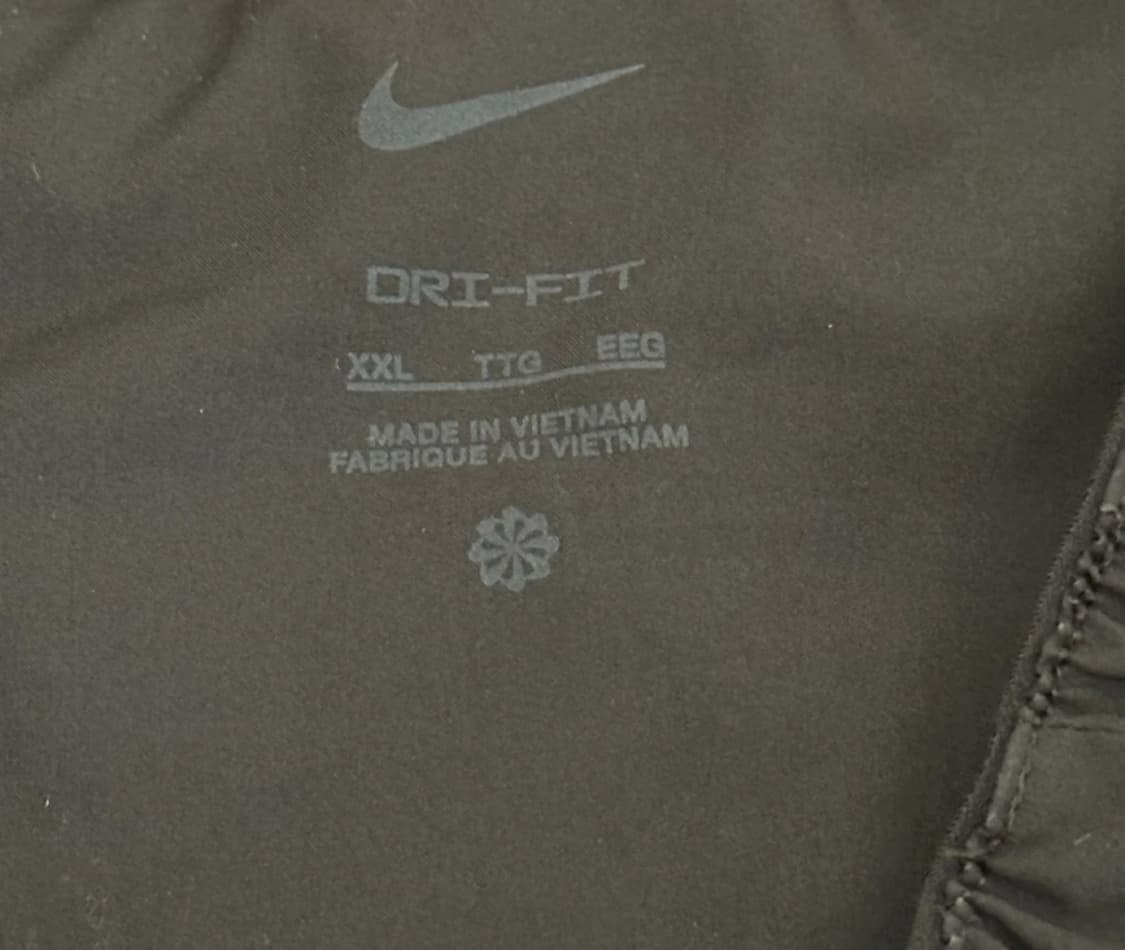 DRI-FIT
XXL TTG EEG
MADE IN VIETNAM
FABRIQUE AU VIETNAM